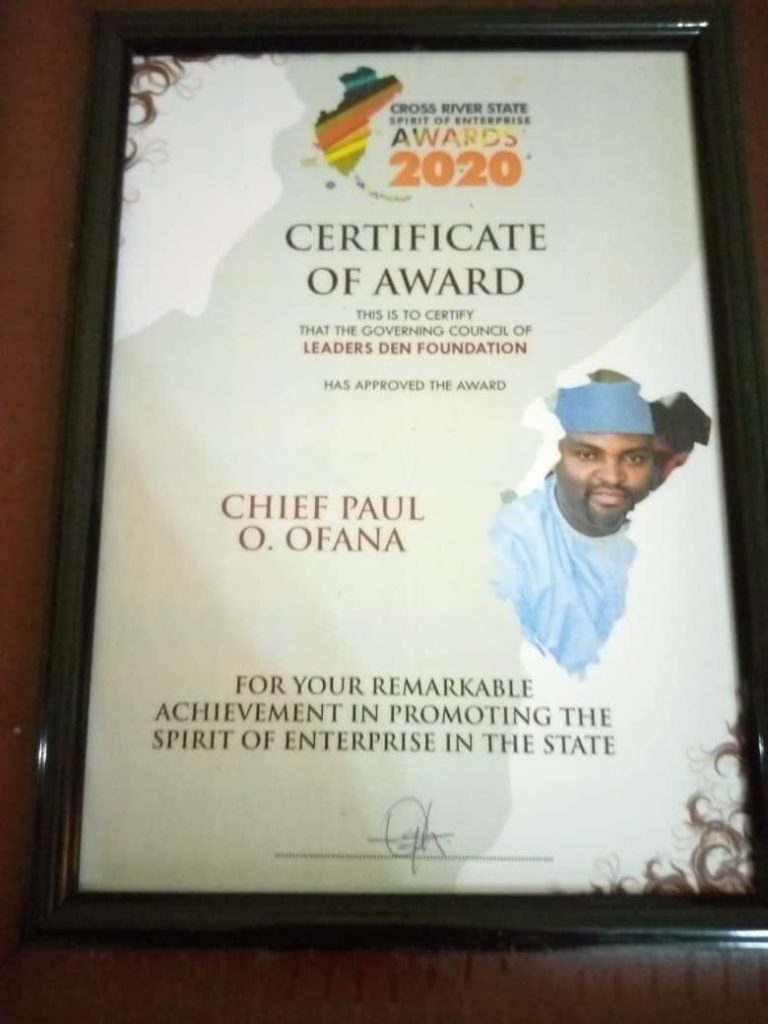 CROSS RIVER STATE
SPIRIT OF ENTERPRISE
AWARDS
2020
CERTIFICATE
OF AWARD
THIS IS TO CERTIFY
THAT THE GOVERNING COUNCIL OF
LEADERS DEN FOUNDATION
HAS APPROVED THE AWARD
CHIEF PAUL
O. OFANA
FOR YOUR REMARKABLE
ACHIEVEMENT IN PROMOTING THE
SPIRIT OF ENTERPRISE IN THE STATE